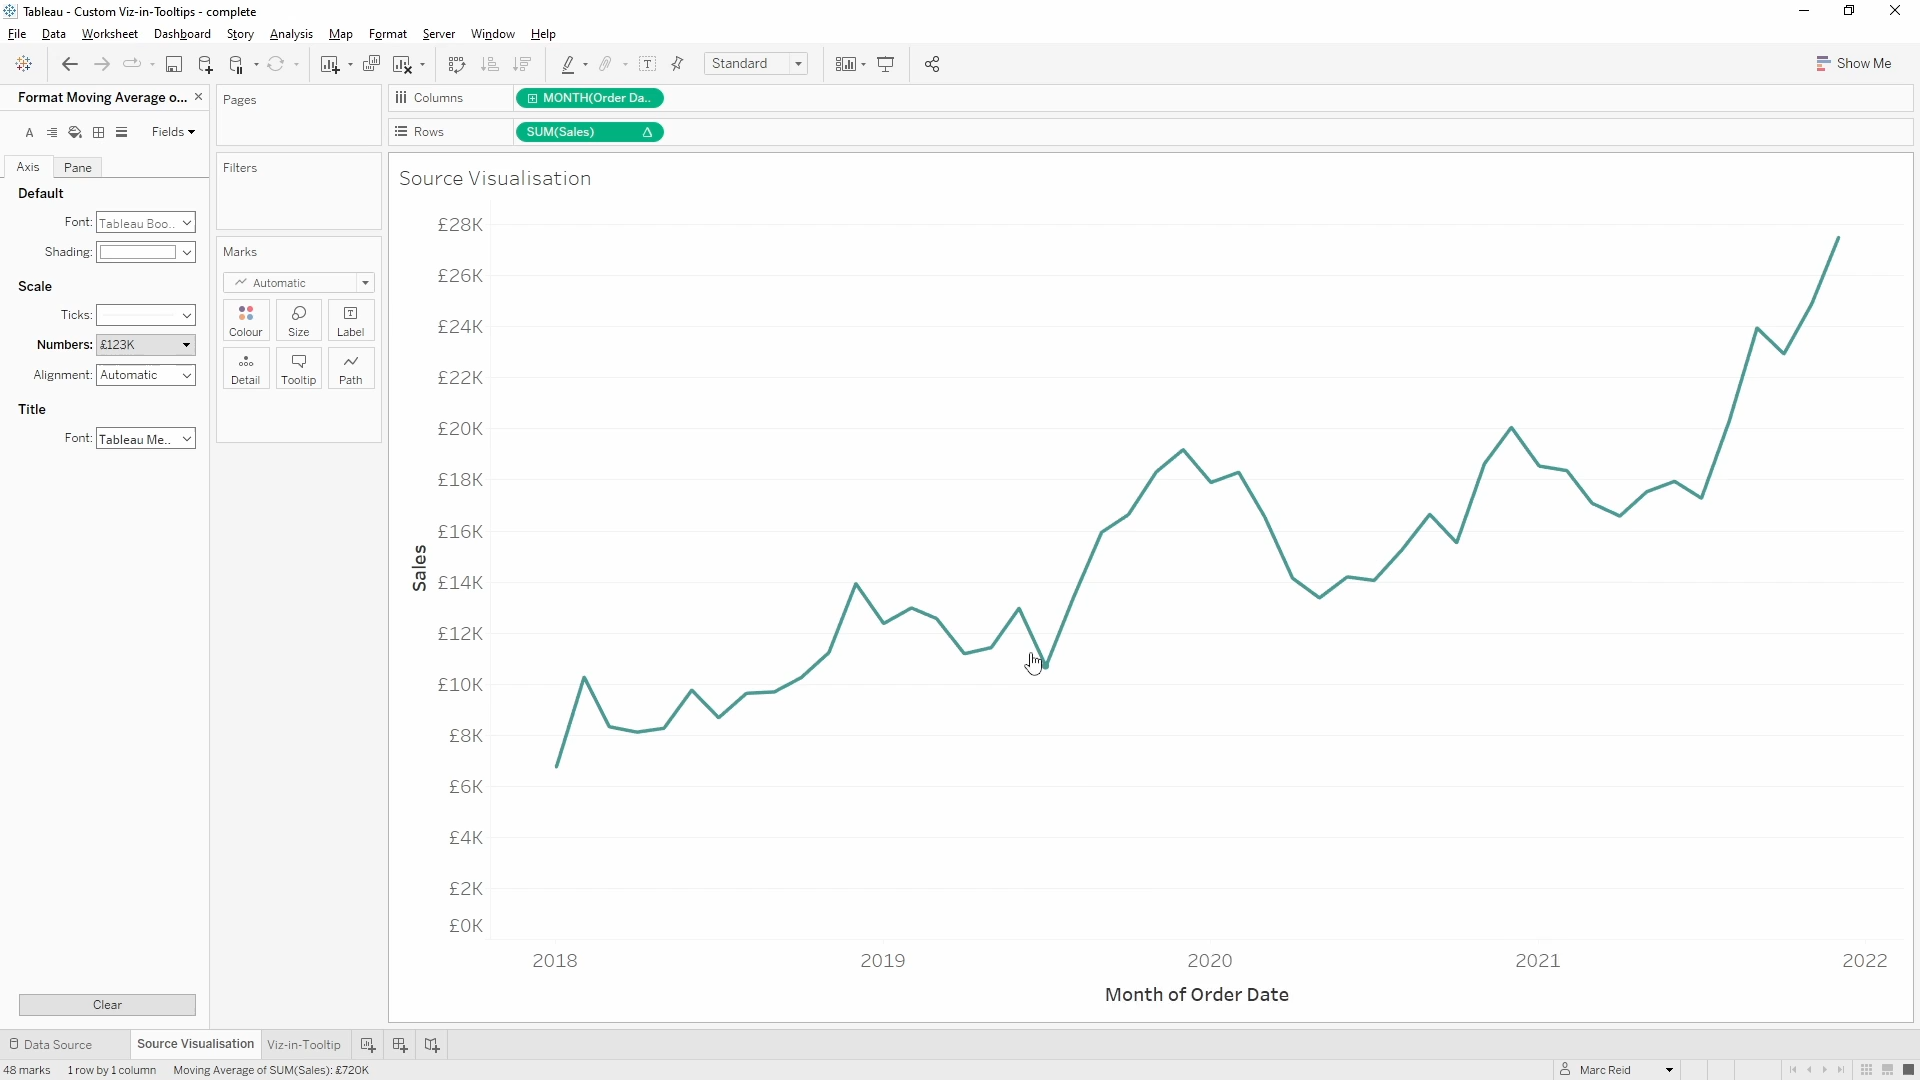 Tableau - Custom Viz-in-Tooltips - complete
File Data Worksheet Dashboard Story Analysis Map Format Server Window Help
Standard
Show Me
Format Moving Average o...
Fields
Axis Pane
Default
Font: Tableau Boo..
Shading:
Scale
Ticks:
Numbers: £123K
Alignment: Automatic
Title
Font: Tableau Me..
Clear
Pages
Filters
Marks
Automatic
Colour Size Label
Detail Tooltip Path
Columns MONTH(Order Da..
Rows SUM(Sales)
Source Visualisation
£28K
£26K
£24K
£22K
£20K
£18K
£16K
£14K
£12K
£10K
£8K
£6K
£4K
£2K
£0K
Sales
2018 2019 2020 2021 2022
Month of Order Date
Data Source Source Visualisation Viz-in-Tooltip
48 marks 1 row by 1 column Moving Average of SUM(Sales): £720K Marc Reid